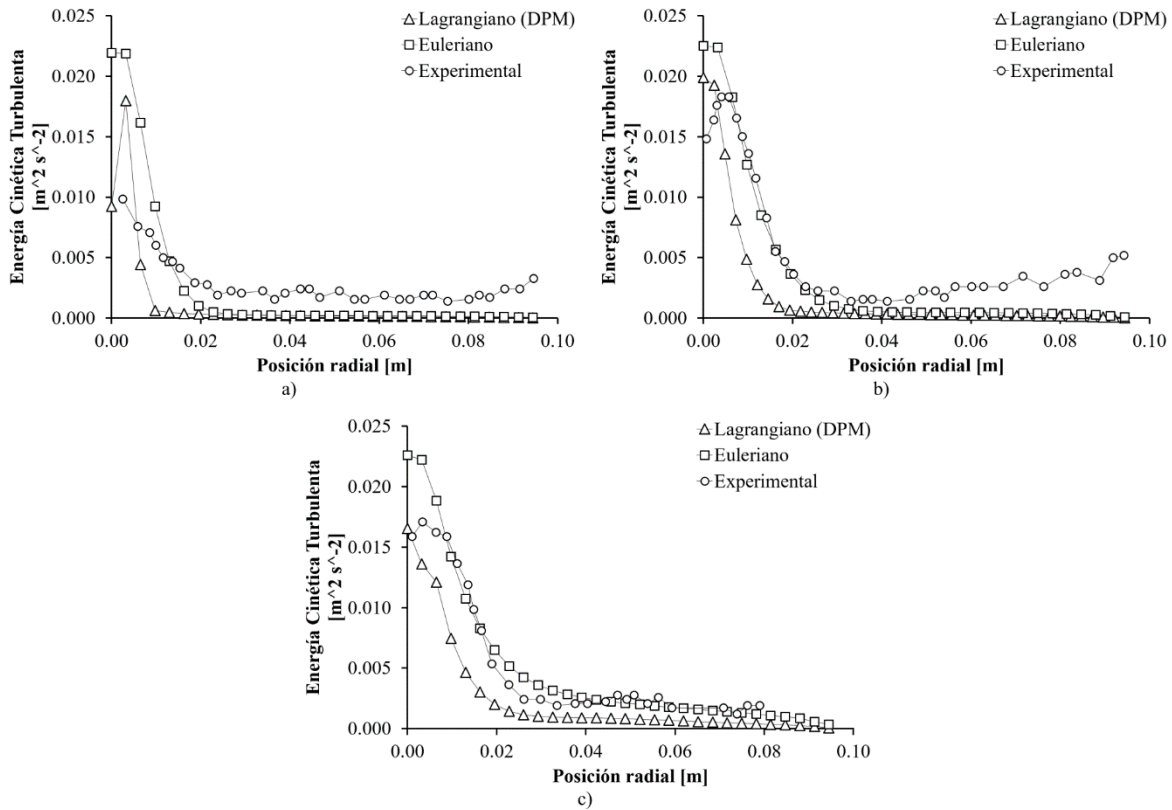 0.025
0.020
0.015
0.010
0.005
0.000
0.00
0.02
0.04
0.06
0.08
0.10
Energía Cinética Turbulenta
[m^2 s^-2]
Posición radial [m]
Lagrangiano (DPM)
Euleriano
Experimental
a)
0.025
0.020
0.015
0.010
0.005
0.000
0.00
0.02
0.04
0.06
0.08
0.10
Energía Cinética Turbulenta
[m^2 s^-2]
Posición radial [m]
Lagrangiano (DPM)
Euleriano
Experimental
b)
0.025
0.020
0.015
0.010
0.005
0.000
0.00
0.02
0.04
0.06
0.08
0.10
Energía Cinética Turbulenta
[m^2 s^-2]
Posición radial [m]
Lagrangiano (DPM)
Euleriano
Experimental
c)